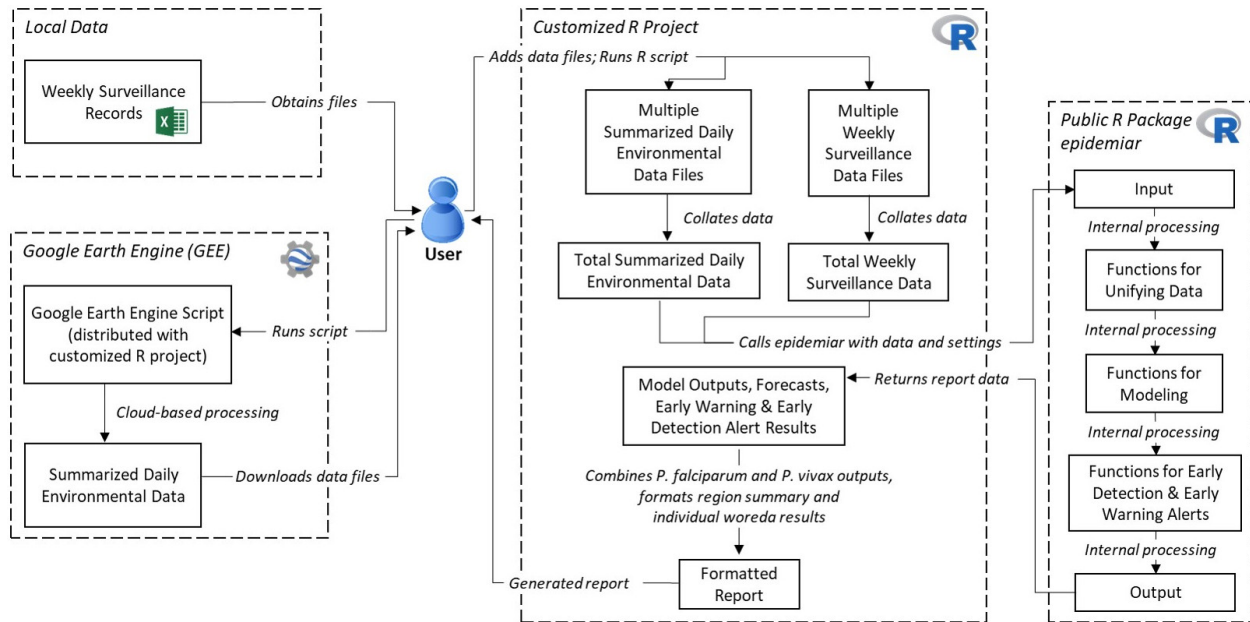 Local Data
Weekly Surveillance
Records
X
Obtains files
Google Earth Engine (GEE)
Google Earth Engine Script
(distributed with
customized R project)
Runs script
Cloud-based processing
Summarized Daily
Environmental Data
Downloads data files
User
Customized R Project
R
Adds data files; Runs R script
Multiple
Summarized Daily
Environmental
Data Files
Multiple
Weekly
Surveillance
Data Files
Collates data
Collates data
Total Summarized Daily
Environmental Data
Total Weekly
Surveillance Data
Calls epidemiar with data and settings
Model Outputs, Forecasts,
Early Warning & Early
Detection Alert Results
Returns report data
Combines P. falciparum and P. vivax outputs,
formats region summary and
individual woreda results
Formatted
Report
Generated report
Public R Package
epidemiar
R
Input
Internal processing
Functions for
Unifying Data
Internal processing
Functions for
Modeling
Internal processing
Functions for Early
Detection & Early
Warning Alerts
Internal processing
Output